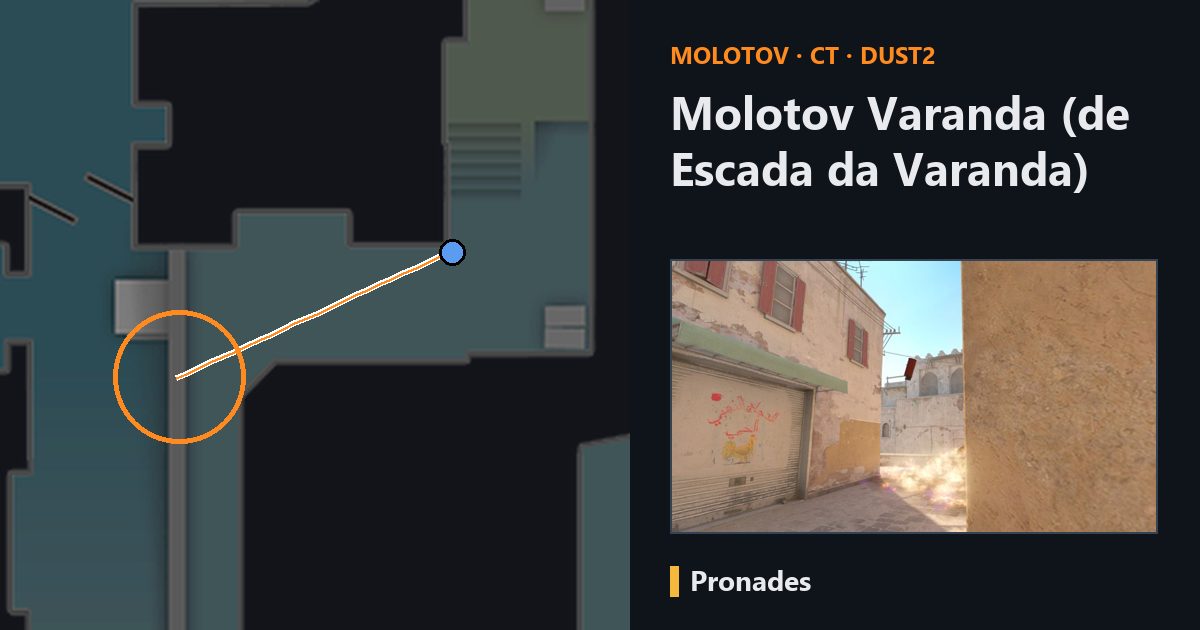 MOLOTOV · CT · DUST2
Molotov Varanda (de
Escada da Varanda)
Pronades